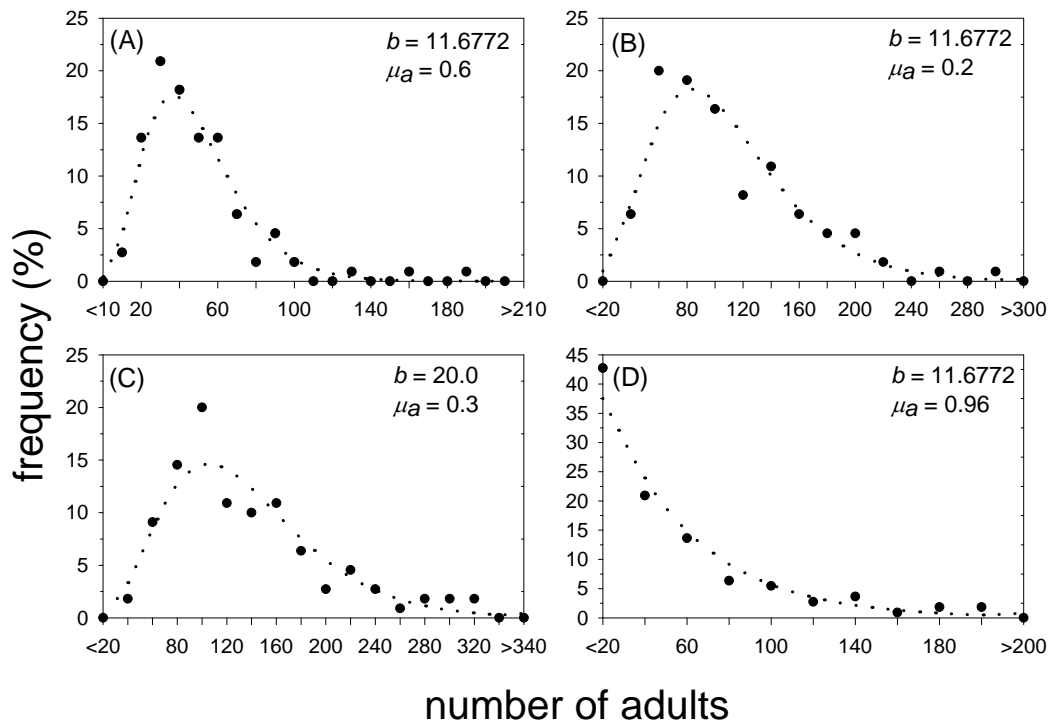 (A)
b = 11.6772
μa = 0.6
25
20
15
10
5
0
<10 20 60 100 140 180 >210
(B)
b = 11.6772
μa = 0.2
25
20
15
10
5
0
<20 80 120 160 200 240 >300
(C)
b = 20.0
μa = 0.3
25
20
15
10
5
0
<20 80 120 160 200 240 280 >340
(D)
b = 11.6772
μa = 0.96
45
40
35
30
25
20
15
10
5
0
<20 60 100 140 >200
frequency (%)
number of adults